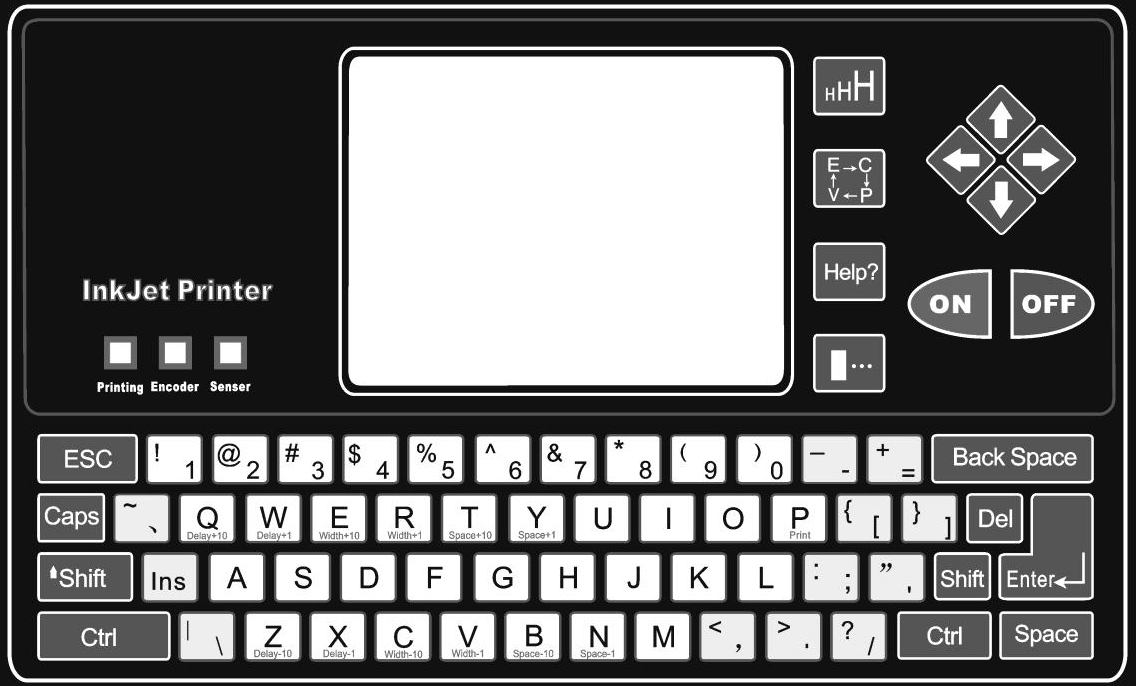 HHH
E→C
↑ ↓
V←P
InkJet Printer
Help?
ON OFF
Printing Encoder Senser
ESC ! 1 @ 2 # 3 $ 4 % 5 ^ 6 & 7 * 8 ( 9 ) 0 — - + = Back Space
Caps ~ 、 Q W E R T Y U I O P { [ } ] Del
Delay+10 Delay+1 Width+10 Width+1 Space+10 Space+1 Print
Shift Ins A S D F G H J K L : ; ” , Shift Enter
Ctrl | \ Z X C V B N M < , > . ? / Ctrl Space
Delay-10 Delay-1 Width-10 Width-1 Space-10 Space-1